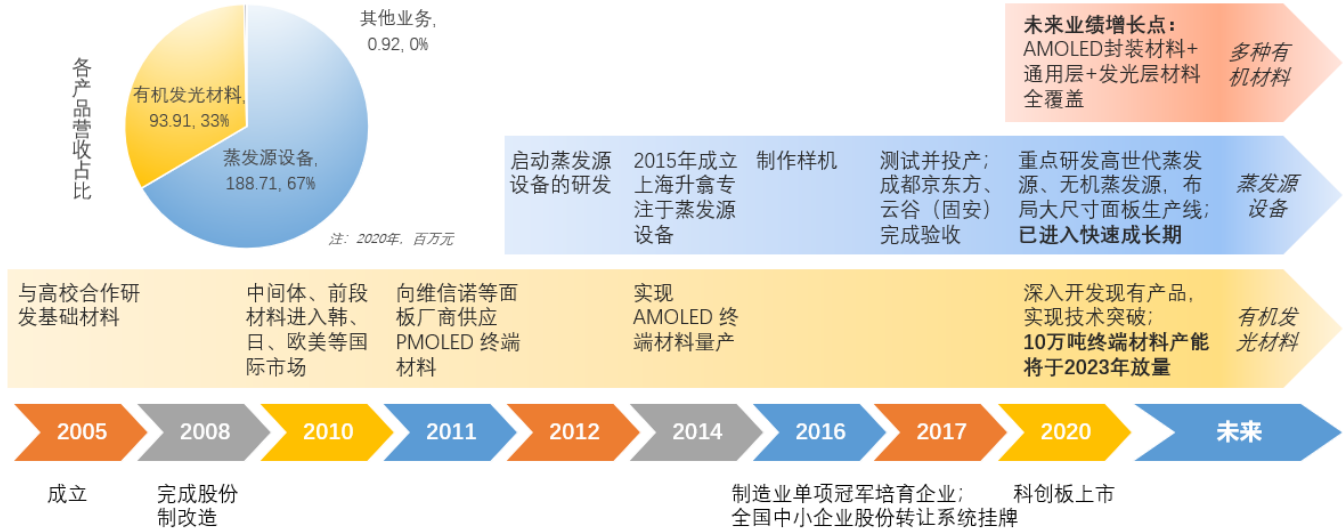 各产品营收占比
其他业务,
0.92, 0%
有机发光材料,
93.91, 33%
蒸发源设备,
188.71, 67%
注：2020年，百万元
未来业绩增长点：
AMOLED封装材料+
通用层+发光层材料
全覆盖
多种有
机材料
启动蒸发源
设备的研发
2015年成立
上海升翕专
注于蒸发源
设备
制作样机
测试并投产；
成都京东方、
云谷（固安）
完成验收
重点研发高世代蒸发
源、无机蒸发源，布
局大尺寸面板生产线；
已进入快速成长期
蒸发源
设备
与高校合作研
发基础材料
中间体、前段
材料进入韩、
日、欧美等国
际市场
向维信诺等面
板厂商供应
PMOLED 终端
材料
实现
AMOLED 终
端材料量产
深入开发现有产品，
实现技术突破；
10万吨终端材料产能
将于2023年放量
有机发
光材料
2005
2008
2010
2011
2012
2014
2016
2017
2020
未来
成立
完成股份
制改造
制造业单项冠军培育企业；
全国中小企业股份转让系统挂牌
科创板上市